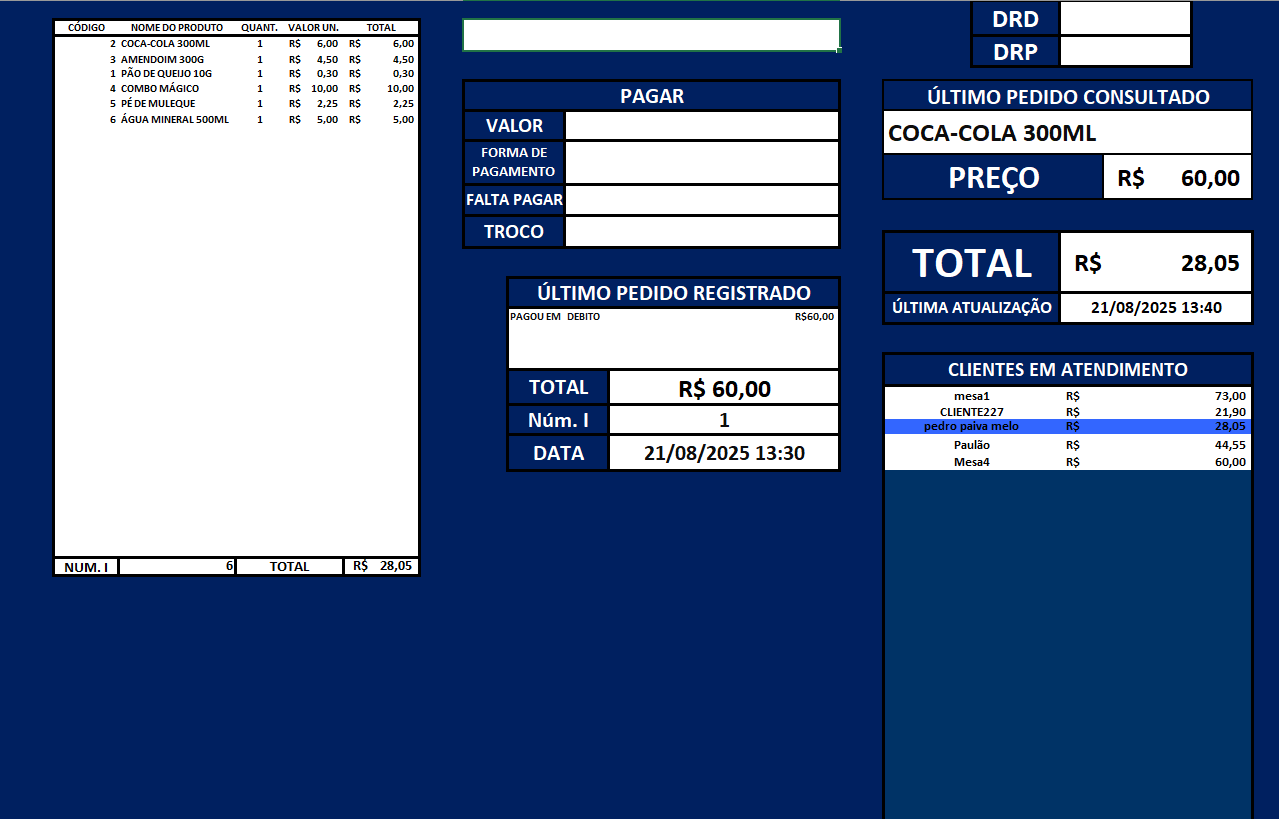 CÓDIGO NOME DO PRODUTO QUANT. VALOR UN. TOTAL
2 COCA-COLA 300ML 1 R$ 6,00 R$ 6,00
3 AMENDOIM 300G 1 R$ 4,50 R$ 4,50
1 PÃO DE QUEIJO 10G 1 R$ 0,30 R$ 0,30
4 COMBO MÁGICO 1 R$ 10,00 R$ 10,00
5 PÉ DE MULEQUE 1 R$ 2,25 R$ 2,25
6 ÁGUA MINERAL 500ML 1 R$ 5,00 R$ 5,00
NUM. I 6 TOTAL R$ 28,05
PAGAR
VALOR
FORMA DE
PAGAMENTO
FALTA PAGAR
TROCO
ÚLTIMO PEDIDO REGISTRADO
PAGOU EM DEBITO R$60,00
TOTAL R$ 60,00
Núm. I 1
DATA 21/08/2025 13:30
DRD
DRP
ÚLTIMO PEDIDO CONSULTADO
COCA-COLA 300ML
PREÇO R$ 60,00
TOTAL R$ 28,05
ÚLTIMA ATUALIZAÇÃO 21/08/2025 13:40
CLIENTES EM ATENDIMENTO
mesa1 R$ 73,00
CLIENTE227 R$ 21,90
pedro paiva melo R$ 28,05
Paulão R$ 44,55
Mesa4 R$ 60,00